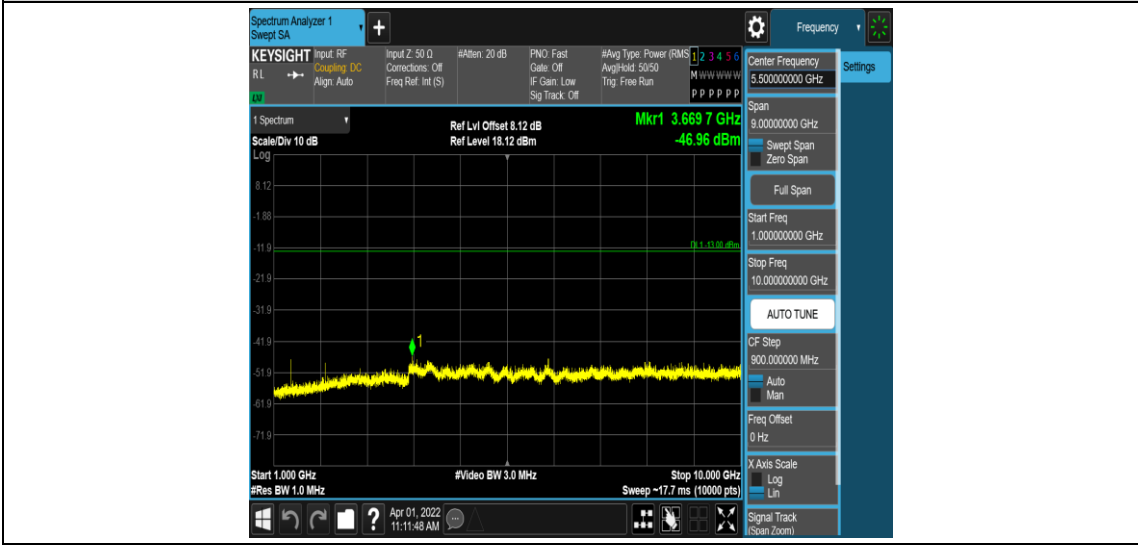 Spectrum Analyzer 1
Swept SA
+
Frequency
KEYSIGHT
RL
Input: RF
Coupling: DC
Align: Auto
Input Z: 50 Ω
Corrections: Off
Freq Ref: Int (S)
#Atten: 20 dB
PNO: Fast
Gate: Off
IF Gain: Low
Sig Track: Off
#Avg Type: Power (RMS
Avg|Hold: 50/50
Trig: Free Run
1 2 3 4 5 6
M W W W W W
P P P P P P
1 Spectrum
Scale/Div 10 dB
Log
Ref Lvl Offset 8.12 dB
Ref Level 18.12 dBm
Mkr1 3.669 7 GHz
-46.96 dBm
8.12
-1.88
-11.9
-21.9
-31.9
-41.9
-51.9
-61.9
-71.9
DL1 -13.00 dBm
1
Start 1.000 GHz
#Res BW 1.0 MHz
#Video BW 3.0 MHz
Stop 10.000 GHz
Sweep ~17.7 ms (10000 pts)
?
Apr 01, 2022
11:11:48 AM
Center Frequency
5.500000000 GHz
Settings
Span
9.00000000 GHz
Swept Span
Zero Span
Full Span
Start Freq
1.000000000 GHz
Stop Freq
10.000000000 GHz
AUTO TUNE
CF Step
900.000000 MHz
Auto
Man
Freq Offset
0 Hz
X Axis Scale
Log
Lin
Signal Track
(Span Zoom)